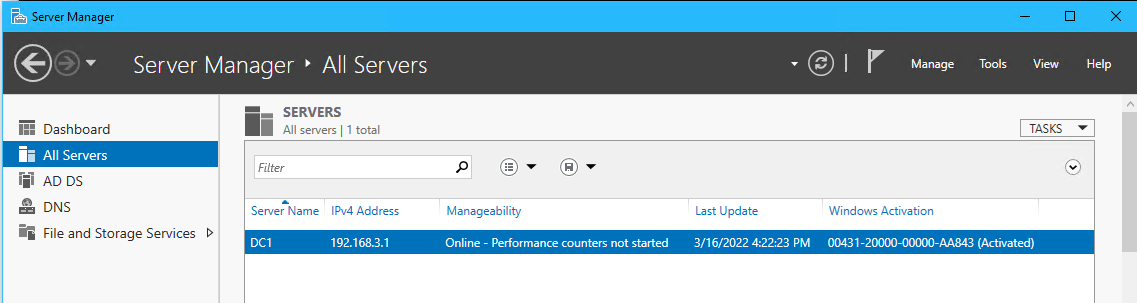 Server Manager
Server Manager ‣ All Servers
Manage Tools View Help
Dashboard
All Servers
AD DS
DNS
File and Storage Services
SERVERS
All servers | 1 total
TASKS
Filter
Server Name IPv4 Address Manageability Last Update Windows Activation
DC1 192.168.3.1 Online - Performance counters not started 3/16/2022 4:22:23 PM 00431-20000-00000-AA843 (Activated)